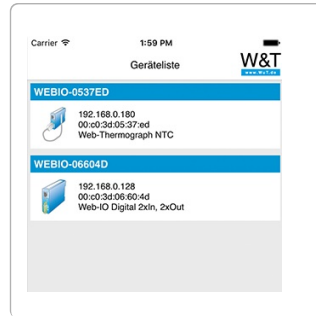 Carrier 1:59 PM
Geräteliste
W&T
www.WuT.de
WEBIO-0537ED
192.168.0.180
00:c0:3d:05:37:ed
Web-Thermograph NTC
WEBIO-06604D
192.168.0.128
00:c0:3d:06:60:4d
Web-IO Digital 2xIn, 2xOut